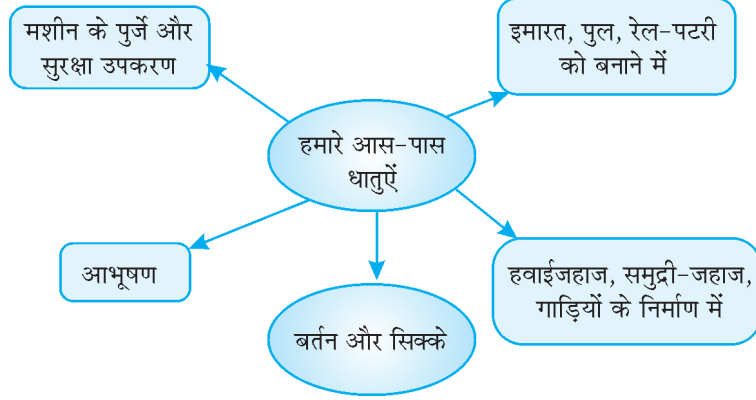 मशीन के पुर्जे और
सुरक्षा उपकरण
इमारत, पुल, रेल-पटरी
को बनाने में
हमारे आस-पास
धातुऐं
आभूषण
हवाईजहाज, समुद्री-जहाज,
गाड़ियों के निर्माण में
बर्तन और सिक्के